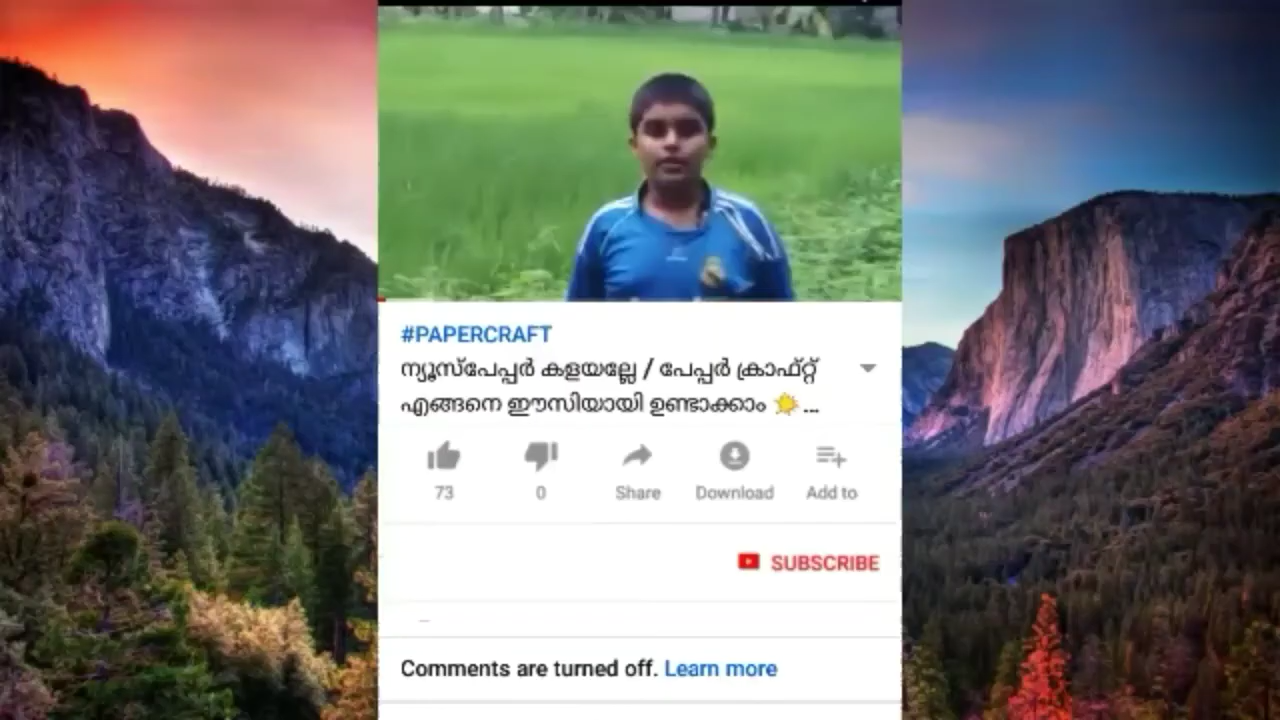 #PAPERCRAFT
ന്യൂസ്പേപ്പർ കളയല്ലേ / പേപ്പർ ക്രാഫ്റ്റ്
എങ്ങനെ ഈസിയായി ഉണ്ടാക്കാം ☀️...
73 0 Share Download Add to
SUBSCRIBE
Comments are turned off. Learn more